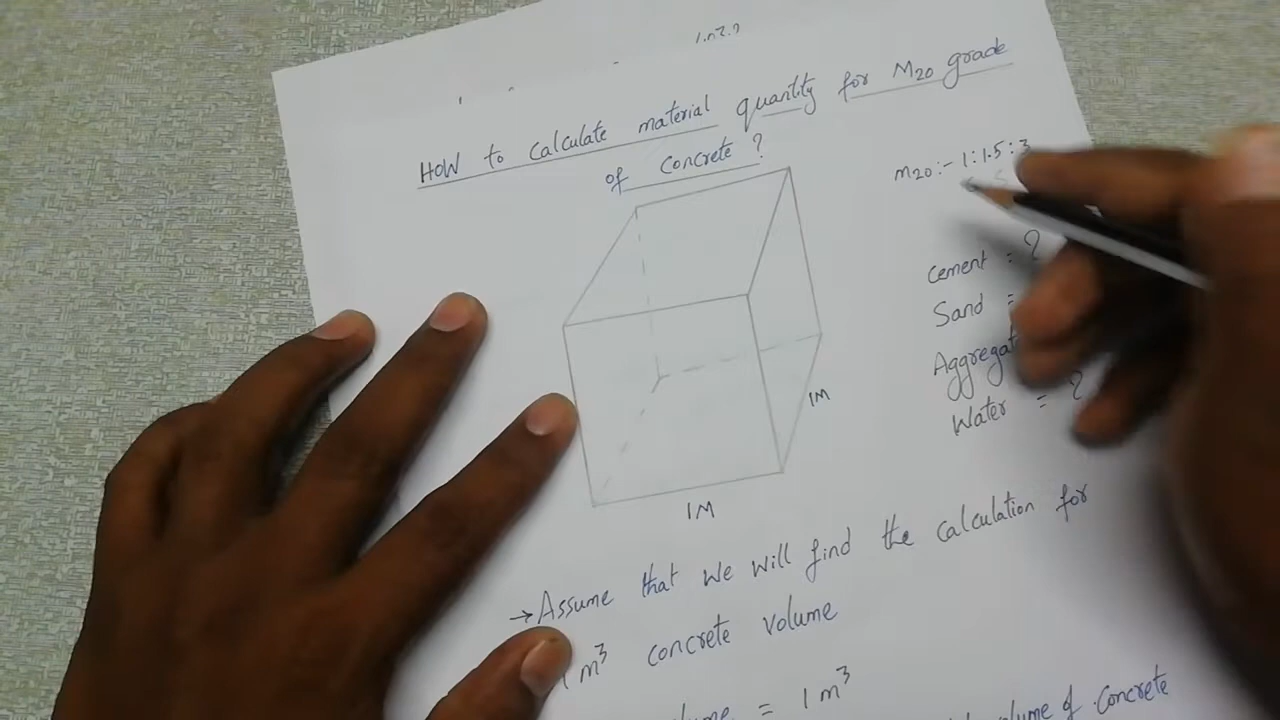 HOW to Calculate material quantity for M20 grade
of Concrete ?
M20:- 1:1.5:3
Cement = ?
Sand =
Water = ?
1M
1M
→ Assume that we will find the calculation for
1 m³ concrete volume
= 1 m³
volume of concrete